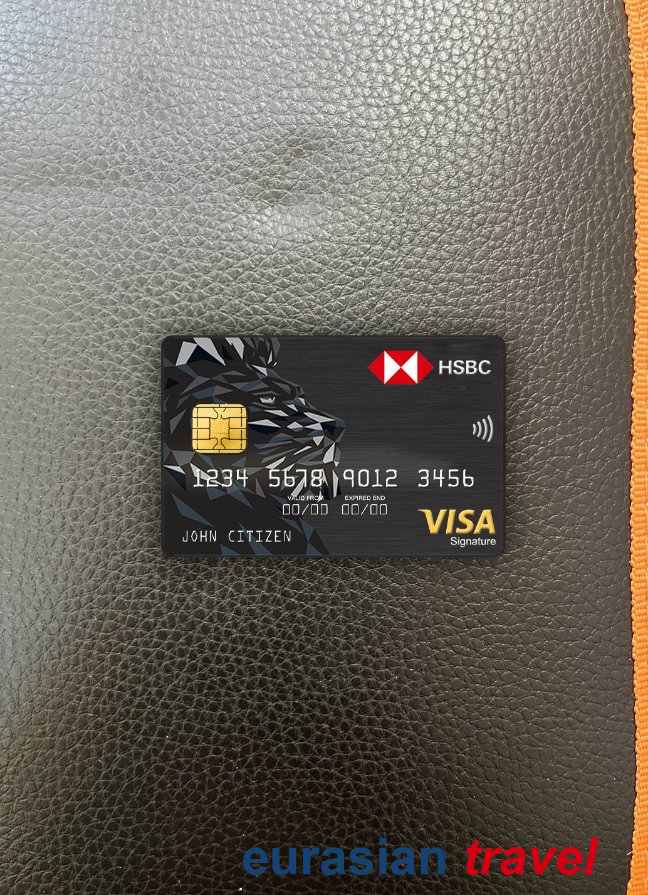 HSBC
1234 5678 9012 3456
VALID FROM EXPIRED END
00/00 00/00
VISA
Signature
JOHN CITIZEN
eurasian travel